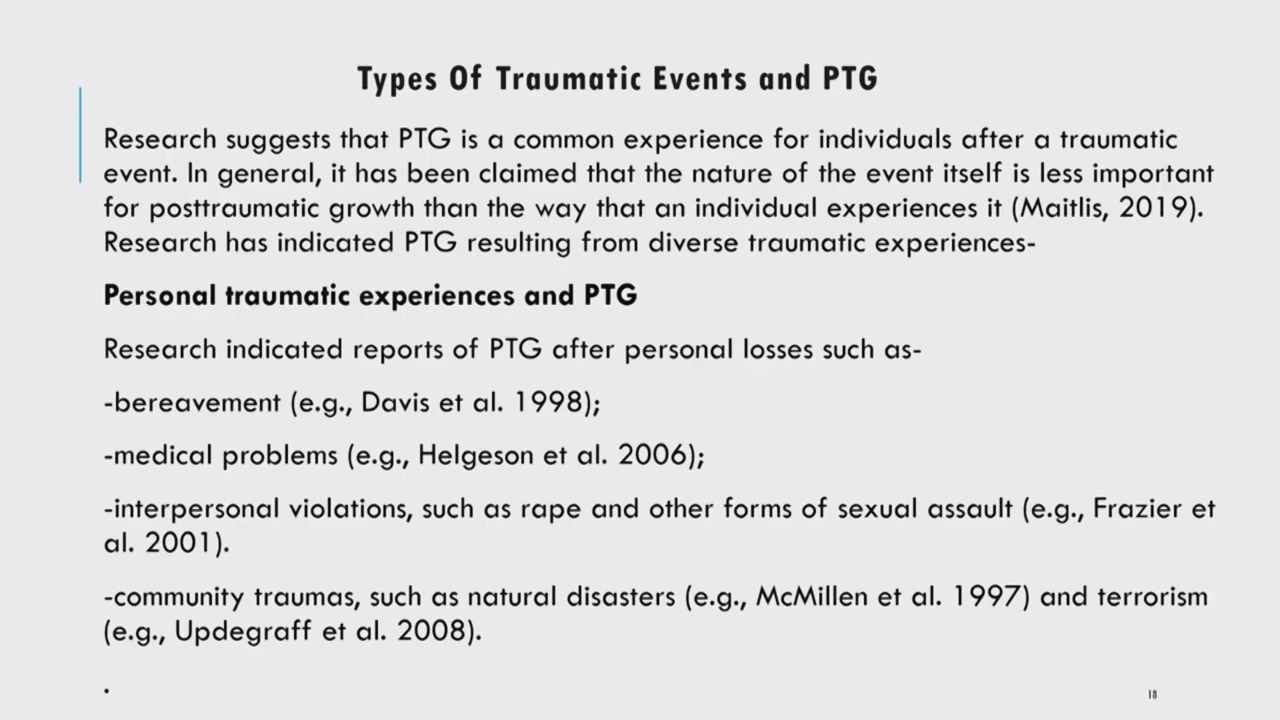 Types Of Traumatic Events and PTG
Research suggests that PTG is a common experience for individuals after a traumatic
event. In general, it has been claimed that the nature of the event itself is less important
for posttraumatic growth than the way that an individual experiences it (Maitlis, 2019).
Research has indicated PTG resulting from diverse traumatic experiences-
Personal traumatic experiences and PTG
Research indicated reports of PTG after personal losses such as-
-bereavement (e.g., Davis et al. 1998);
-medical problems (e.g., Helgeson et al. 2006);
-interpersonal violations, such as rape and other forms of sexual assault (e.g., Frazier et
al. 2001).
-community traumas, such as natural disasters (e.g., McMillen et al. 1997) and terrorism
(e.g., Updegraff et al. 2008).
.
18